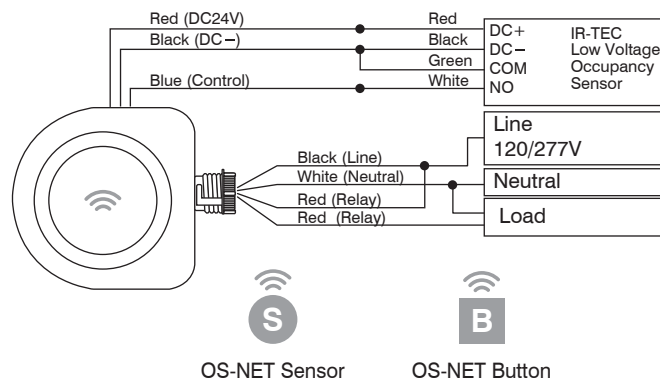 Red (DC24V) Red DC+ IR-TEC
Black (DC−) Black DC− Low Voltage
Green COM Occupancy
Blue (Control) White NO Sensor
Line
120/277V
Black (Line)
White (Neutral) Neutral
Red (Relay)
Red (Relay) Load
S B
OS-NET Sensor OS-NET Button